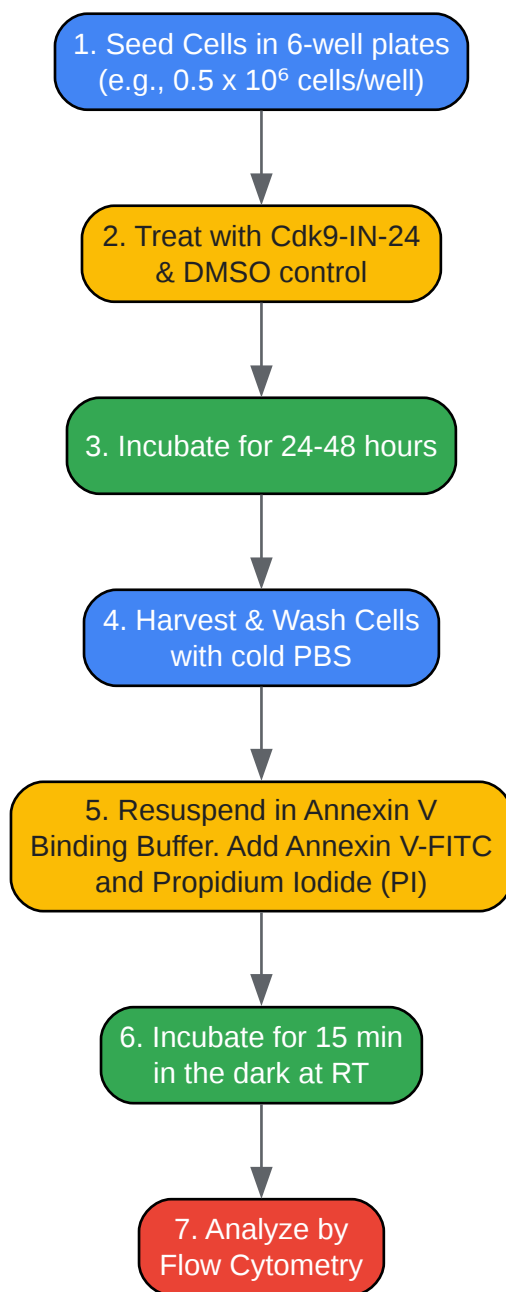 1. Seed Cells in 6-well plates
(e.g., 0.5 x 10⁶ cells/well)
2. Treat with Cdk9-IN-24
& DMSO control
3. Incubate for 24-48 hours
4. Harvest & Wash Cells
with cold PBS
5. Resuspend in Annexin V
Binding Buffer. Add Annexin V-FITC
and Propidium Iodide (PI)
6. Incubate for 15 min
in the dark at RT
7. Analyze by
Flow Cytometry